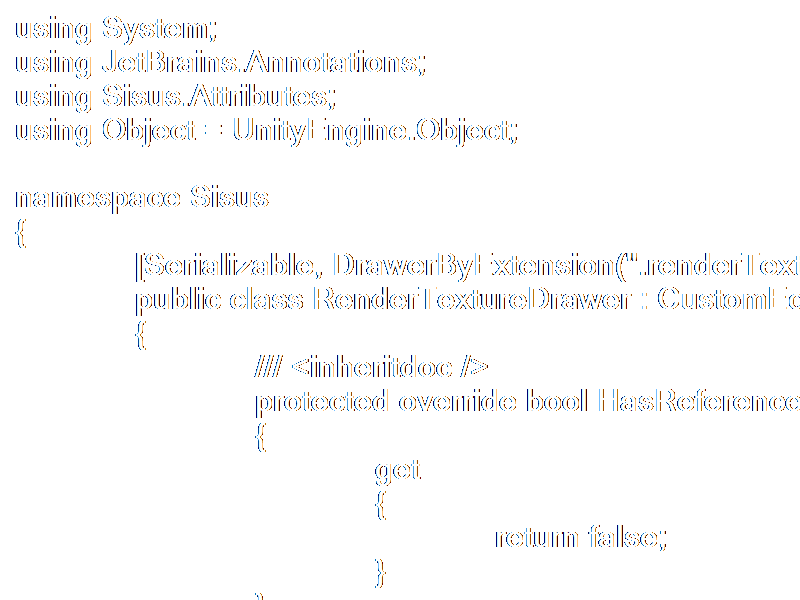 using System;
using JetBrains.Annotations;
using Sisus.Attributes;
using Object = UnityEngine.Object;
namespace Sisus
{
[Serializable, DrawerByExtension(".renderText
public class RenderTextureDrawer : CustomEc
{
//// <inheritdoc />
protected override bool HasReference
{
get
{
return false;
}
}